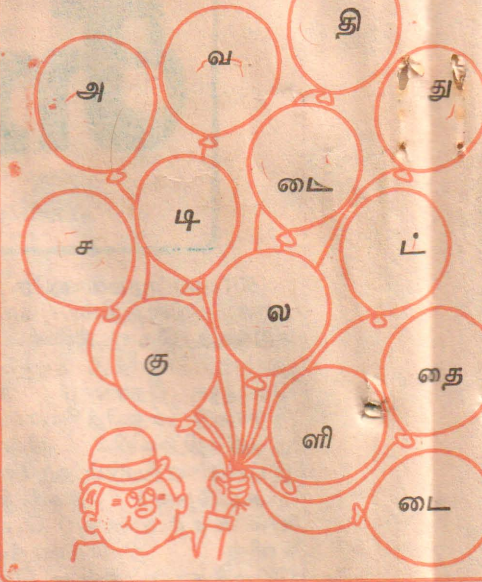 தி
வ
அ
து
டை
டி
ச
ட்
ல
கு
தை
ளி
டை